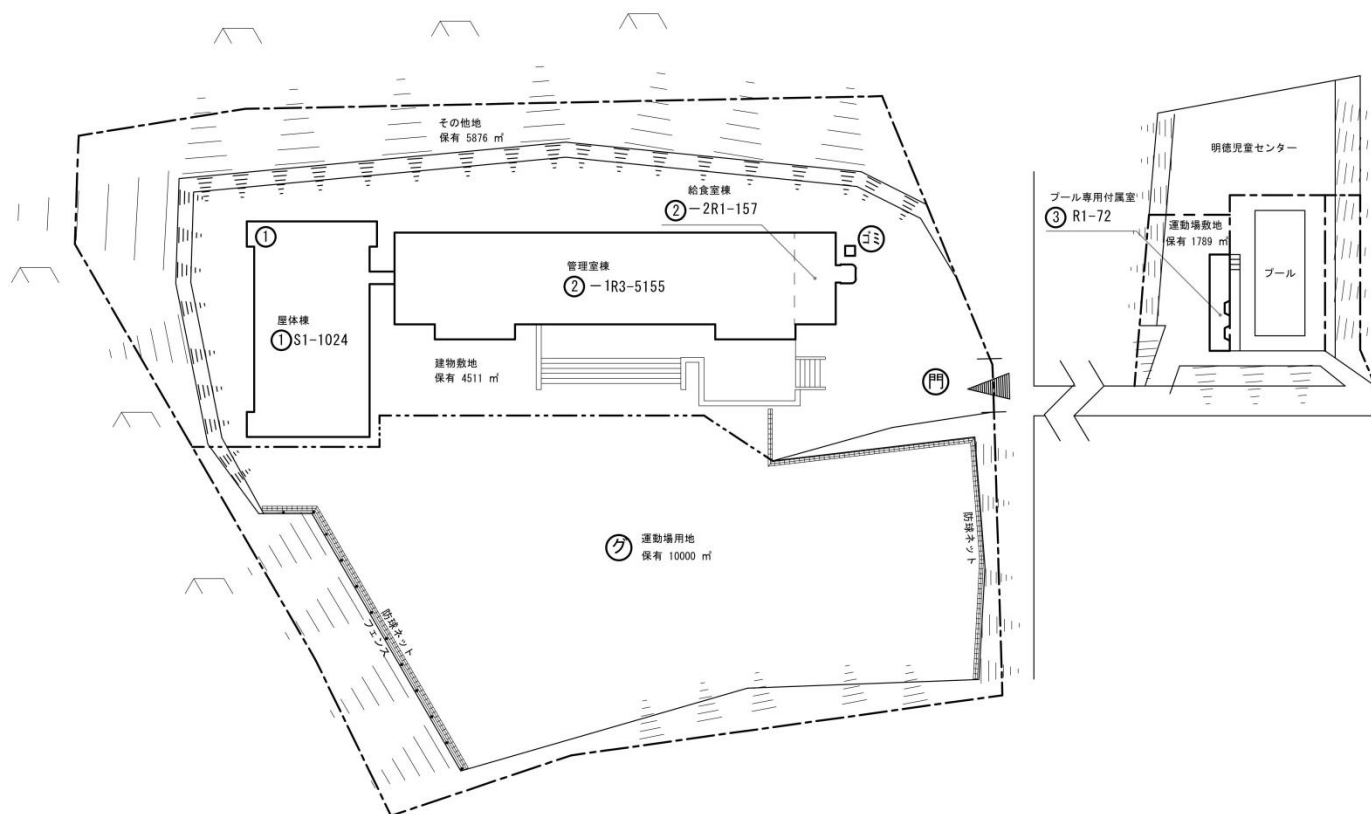 その他地
保有 5876 ㎡
明徳児童センター
給食室棟
②－2R1-157
プール専用付属室
③ R1-72
運動場敷地
保有 1789 ㎡
プール
①
ゴミ
管理室棟
②－1R3-5155
屋体棟
①S1-1024
建物敷地
保有 4511 ㎡
門
グ
運動場用地
保有 10000 ㎡
防球ネット
防球ネット
フェンス